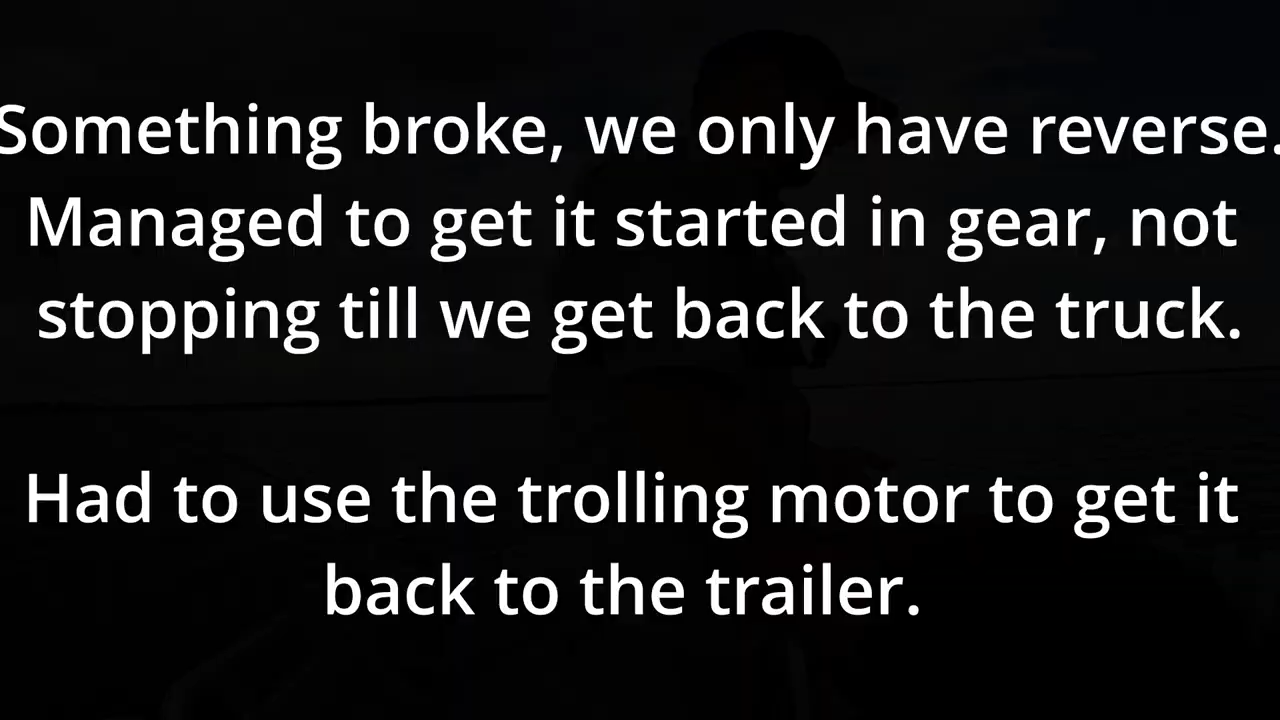 Something broke, we only have reverse.
Managed to get it started in gear, not
stopping till we get back to the truck.
Had to use the trolling motor to get it
back to the trailer.